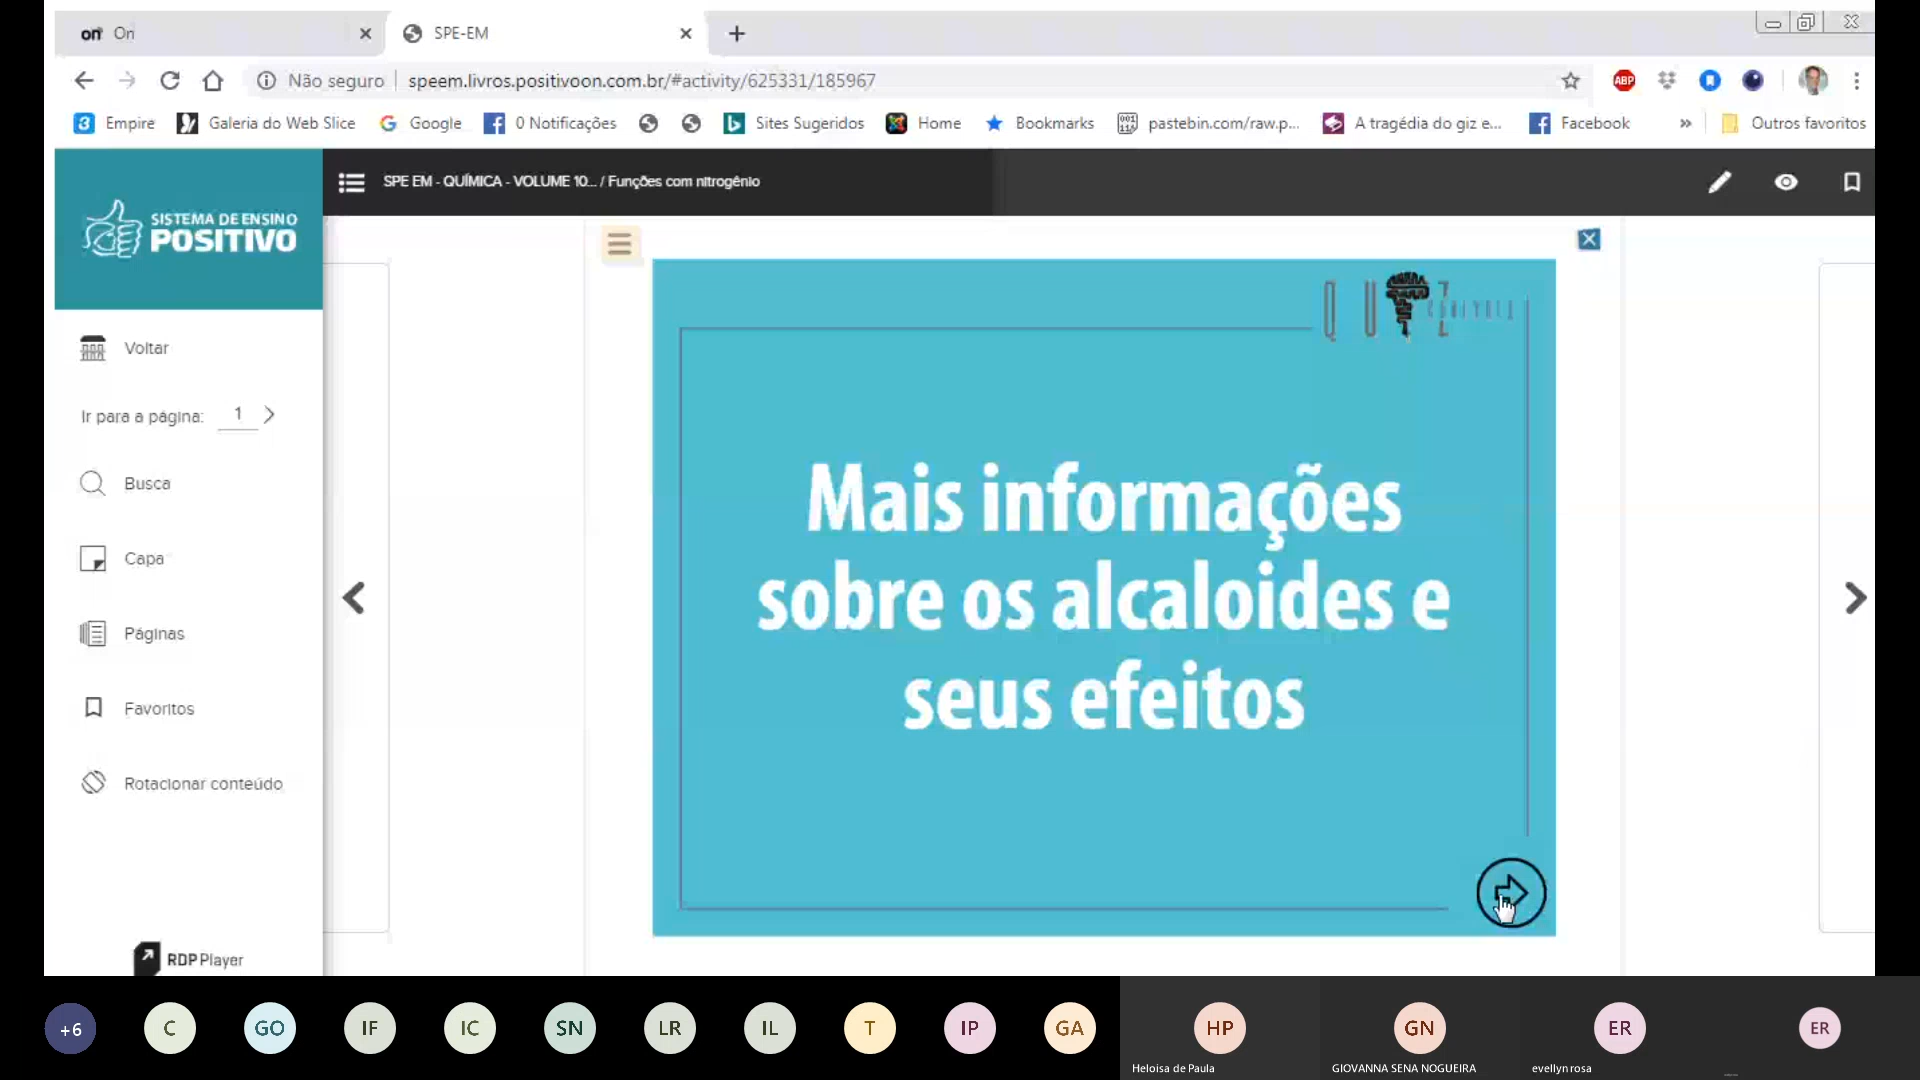 on On
SPE-EM
Não seguro
speem.livros.positivoon.com.br/#activity/625331/185967
ABP
Empire
Galeria do Web Slice
Google
0 Notificações
Sites Sugeridos
Home
Bookmarks
pastebin.com/raw.p...
A tragédia do giz e...
Facebook
»
Outros favoritos
SISTEMA DE ENSINO
POSITIVO
SPE EM - QUÍMICA - VOLUME 10... / Funções com nitrogênio
Voltar
Ir para a página: 1
Busca
Capa
Páginas
Favoritos
Rotacionar conteúdo
RDP Player
Mais informações
sobre os alcaloides e
seus efeitos
+6
C
GO
IF
IC
SN
LR
IL
T
IP
GA
HP
GN
ER
ER
Heloisa de Paula
GIOVANNA SENA NOGUEIRA
evellyn rosa